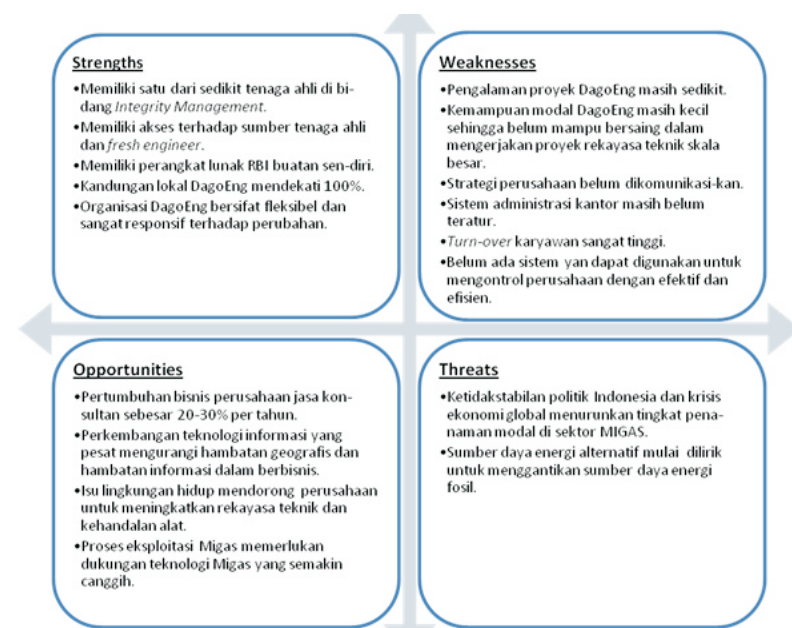 Strengths
•Memiliki satu dari sedikit tenaga ahli di bi-
dang Integrity Management.
•Memiliki akses terhadap sumber tenaga ahli
dan fresh engineer.
•Memiliki perangkat lunak RBI buatan sen-diri.
•Kandungan lokal DagoEng mendekati 100%.
•Organisasi DagoEng bersifat fleksibel dan
sangat responsif terhadap perubahan.
Weaknesses
•Pengalaman proyek DagoEng masih sedikit.
•Kemampuan modal DagoEng masih kecil
sehingga belum mampu bersaing dalam
mengerjakan proyek rekayasa teknik skala
besar.
•Strategi perusahaan belum dikomunikasi-kan.
•Sistem administrasi kantor masih belum
teratur.
•Turn-over karyawan sangat tinggi.
•Belum ada sistem yan dapat digunakan untuk
mengontrol perusahaan dengan efektif dan
efisien.
Opportunities
•Pertumbuhan bisnis perusahaan jasa kon-
sultan sebesar 20-30% per tahun.
•Perkembangan teknologi informasi yang
pesat mengurangi hambatan geografis dan
hambatan informasi dalam berbisnis.
•Isu lingkungan hidup mendorong perusahaan
untuk meningkatkan rekayasa teknik dan
kehandalan alat.
•Proses eksploitasi Migas memerlukan
dukungan teknologi Migas yang semakin
canggih.
Threats
•Ketidakstabilan politik Indonesia dan krisis
ekonomi global menurunkan tingkat pena-
naman modal di sektor MIGAS.
•Sumber daya energi alternatif mulai dilirik
untuk menggantikan sumber daya energi
fosil.